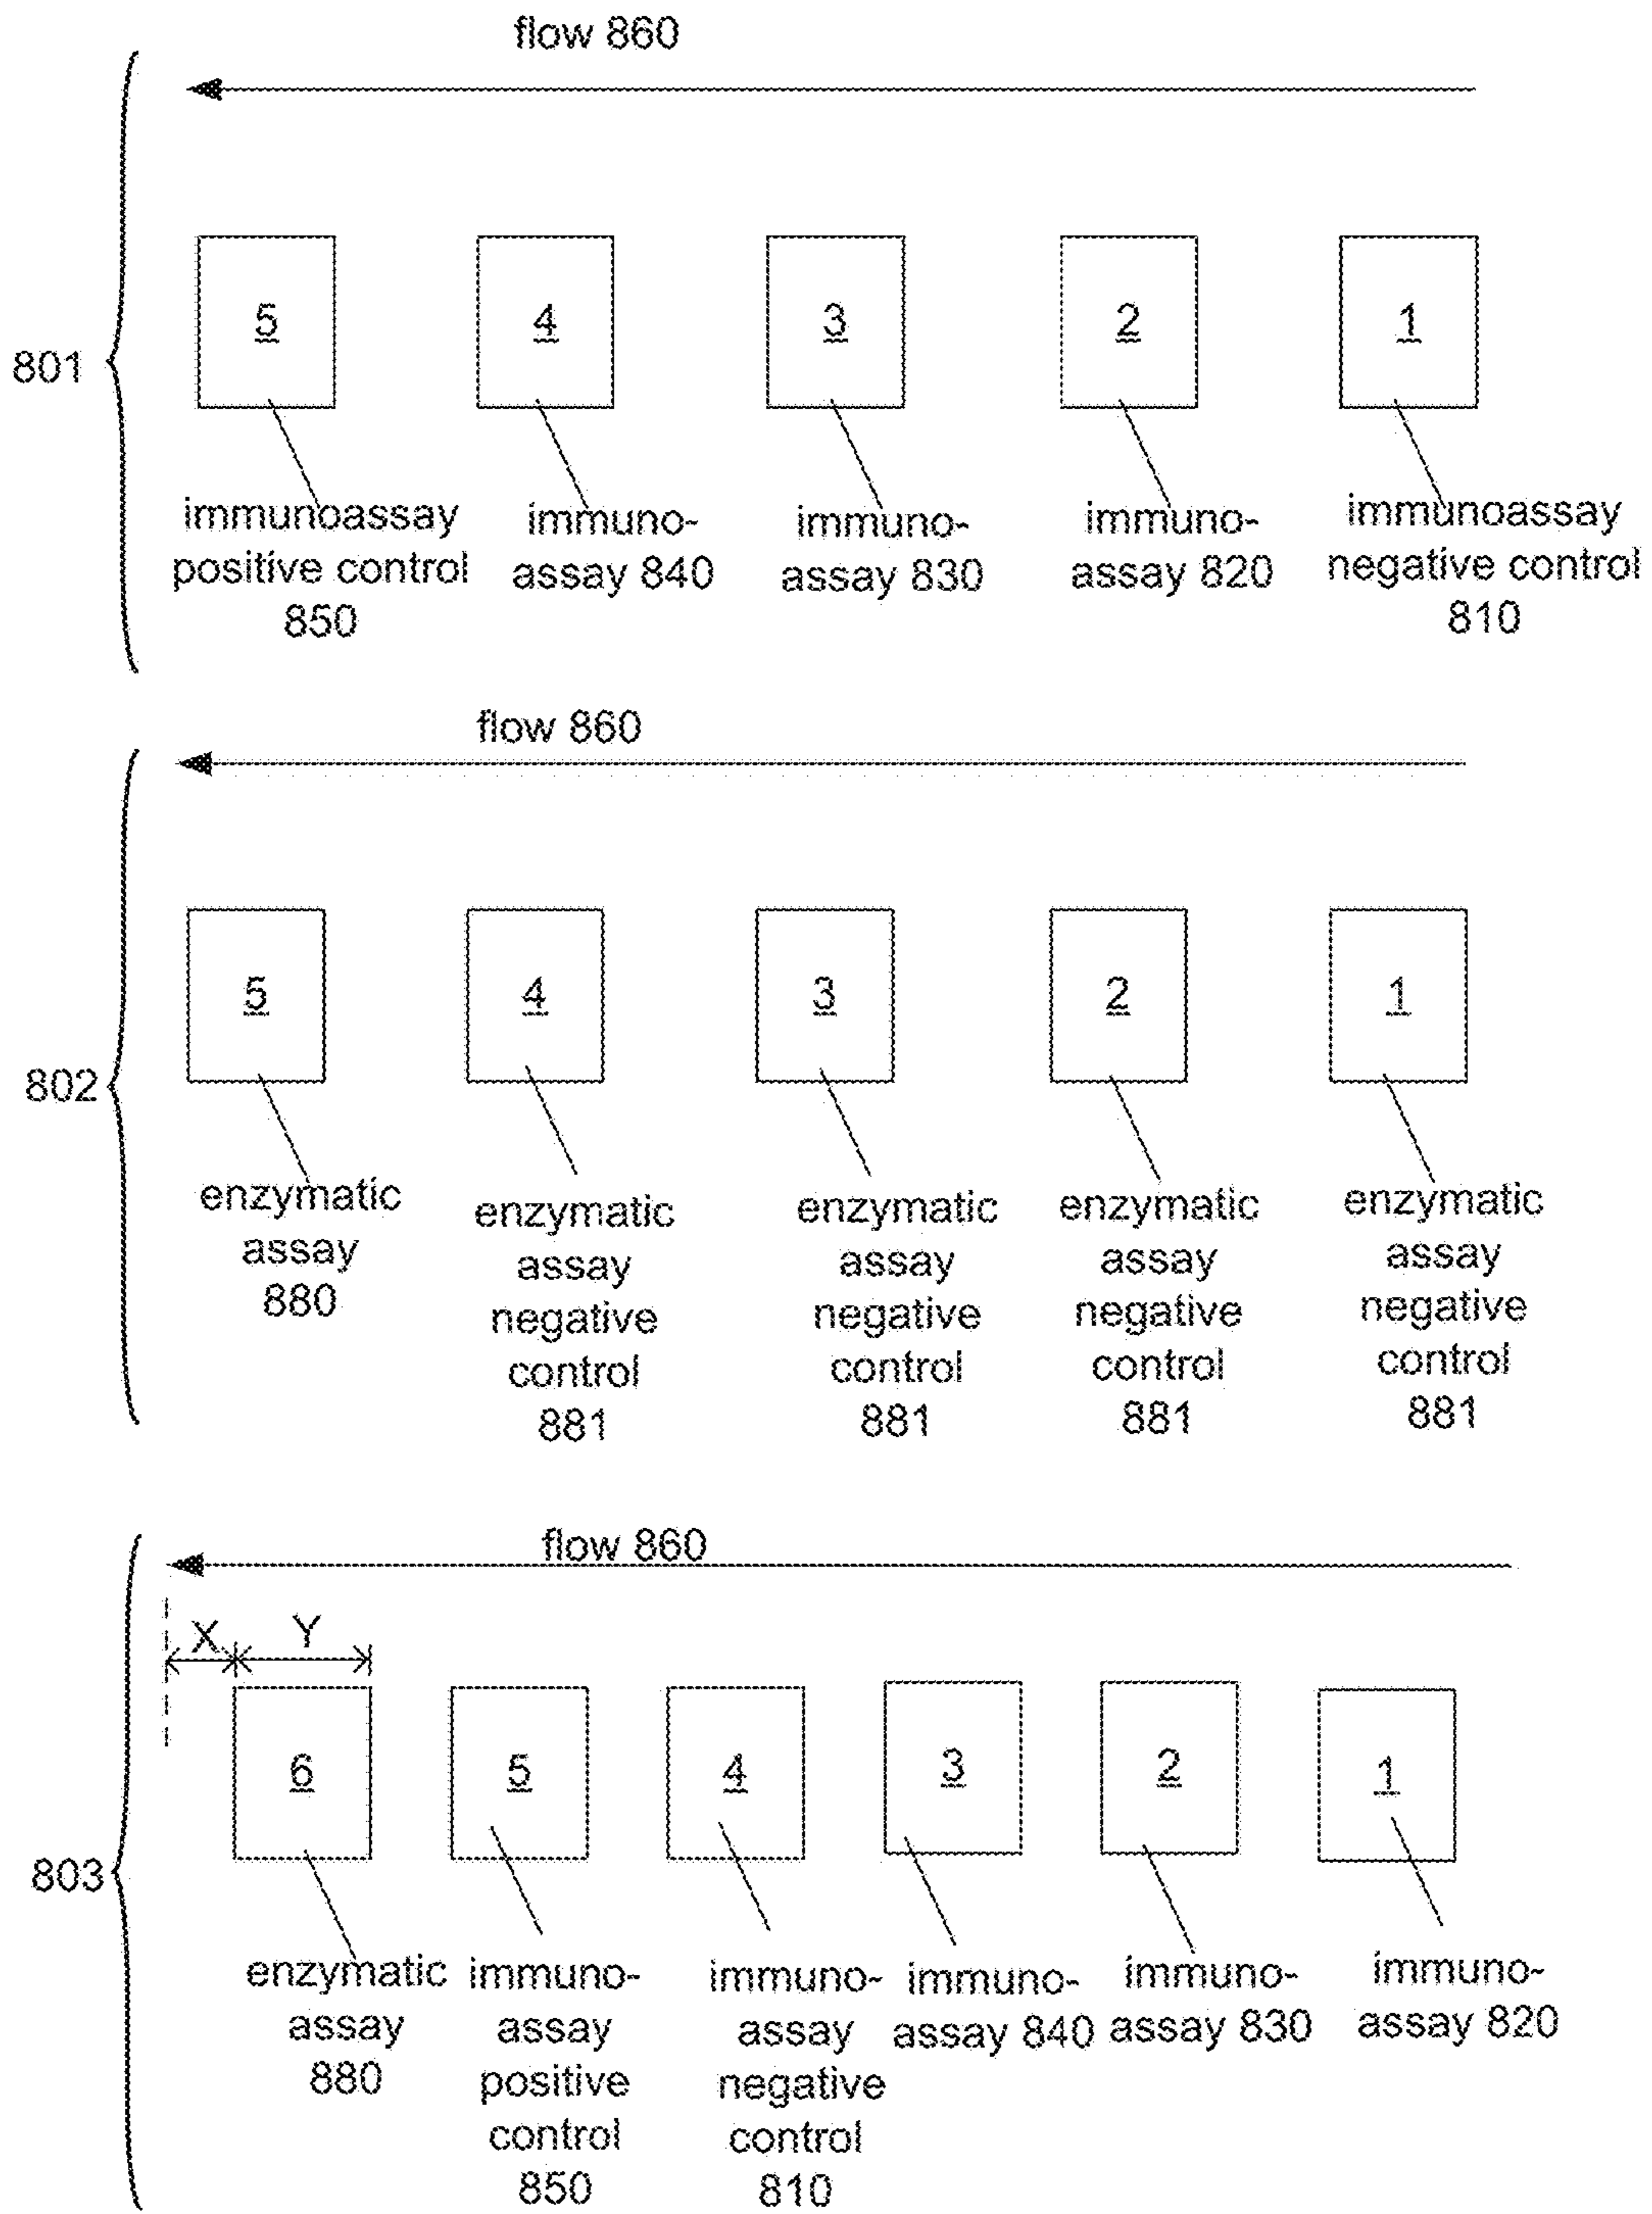 flow 860
801
5
4
3
2
1
immunoassay
positive control
850
immuno-
assay 840
immuno-
assay 830
immuno-
assay 820
immunoassay
negative control
810
flow 860
802
5
4
3
2
1
enzymatic
assay
880
enzymatic
assay
negative
control
881
enzymatic
assay
negative
control
881
enzymatic
assay
negative
control
881
enzymatic
assay
negative
control
881
flow 860
X
Y
803
6
5
4
3
2
1
enzymatic
assay
880
immuno-
assay
positive
control
850
immuno-
assay
negative
control
810
immuno-
assay 840
immuno-
assay 830
immuno-
assay 820